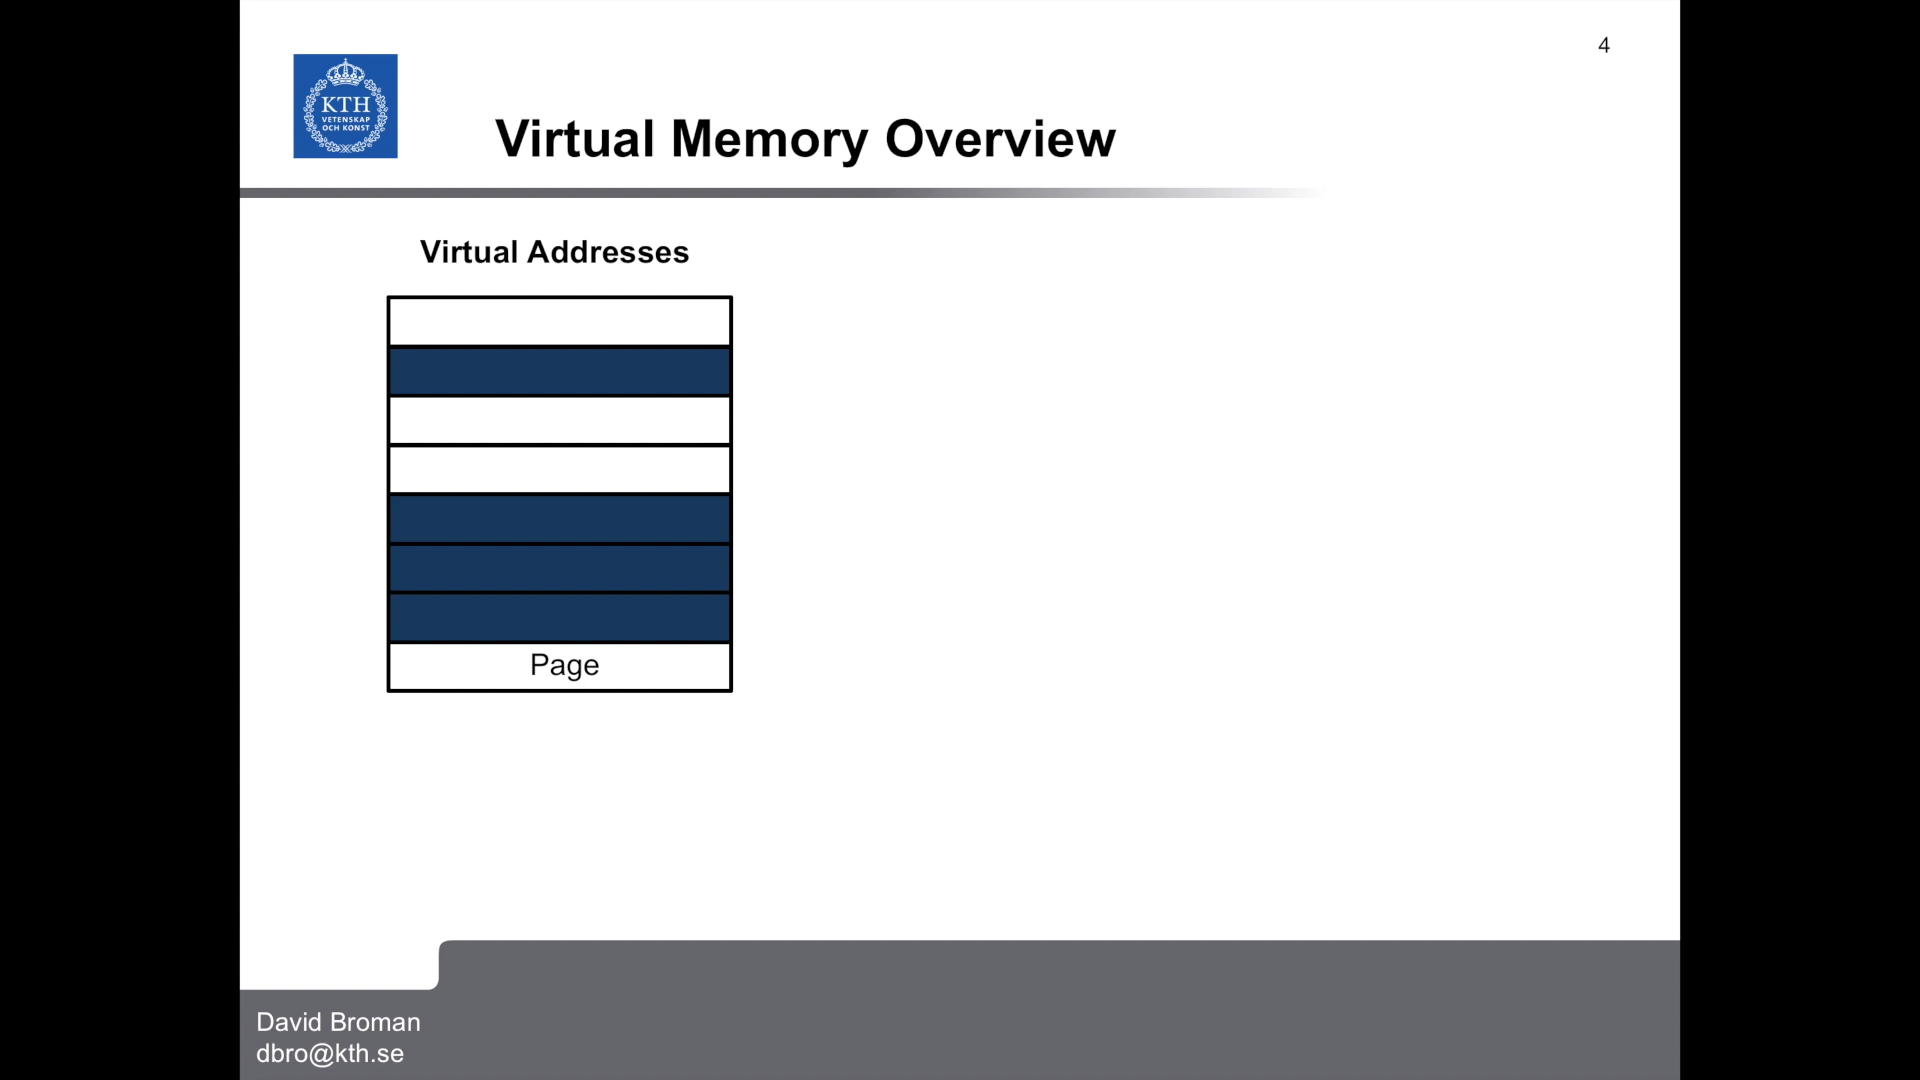 4
KTH
VETENSKAP
OCH KONST
Virtual Memory Overview
Virtual Addresses
Page
David Broman
dbro@kth.se